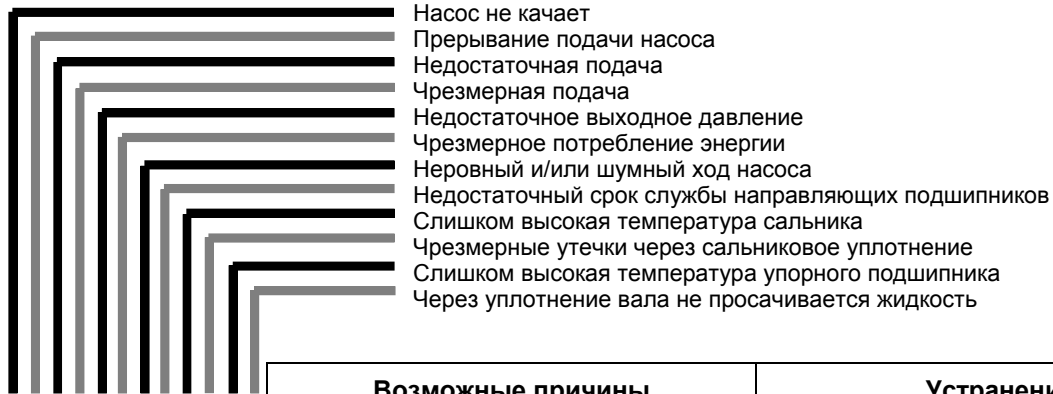 Насос не качает
Прерывание подачи насоса
Недостаточная подача
Чрезмерная подача
Недостаточное выходное давление
Чрезмерное потребление энергии
Неровный и/или шумный ход насоса
Недостаточный срок службы направляющих подшипников
Слишком высокая температура сальника
Чрезмерные утечки через сальниковое уплотнение
Слишком высокая температура упорного подшипника
Через уплотнение вала не просачивается жидкость
Возможные причины